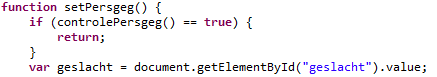 function setPersgeg() {
    if (controlePersgeg() == true) {
        return;
    }
    var geslacht = document.getElementById("geslacht").value;